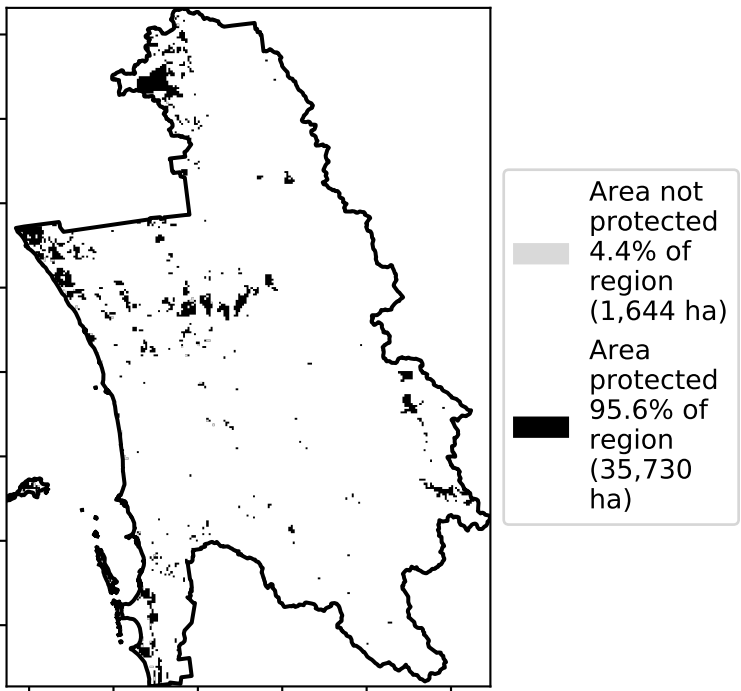 Area not
protected
4.4% of
region
(1,644 ha)
Area
protected
95.6% of
region
(35,730
ha)